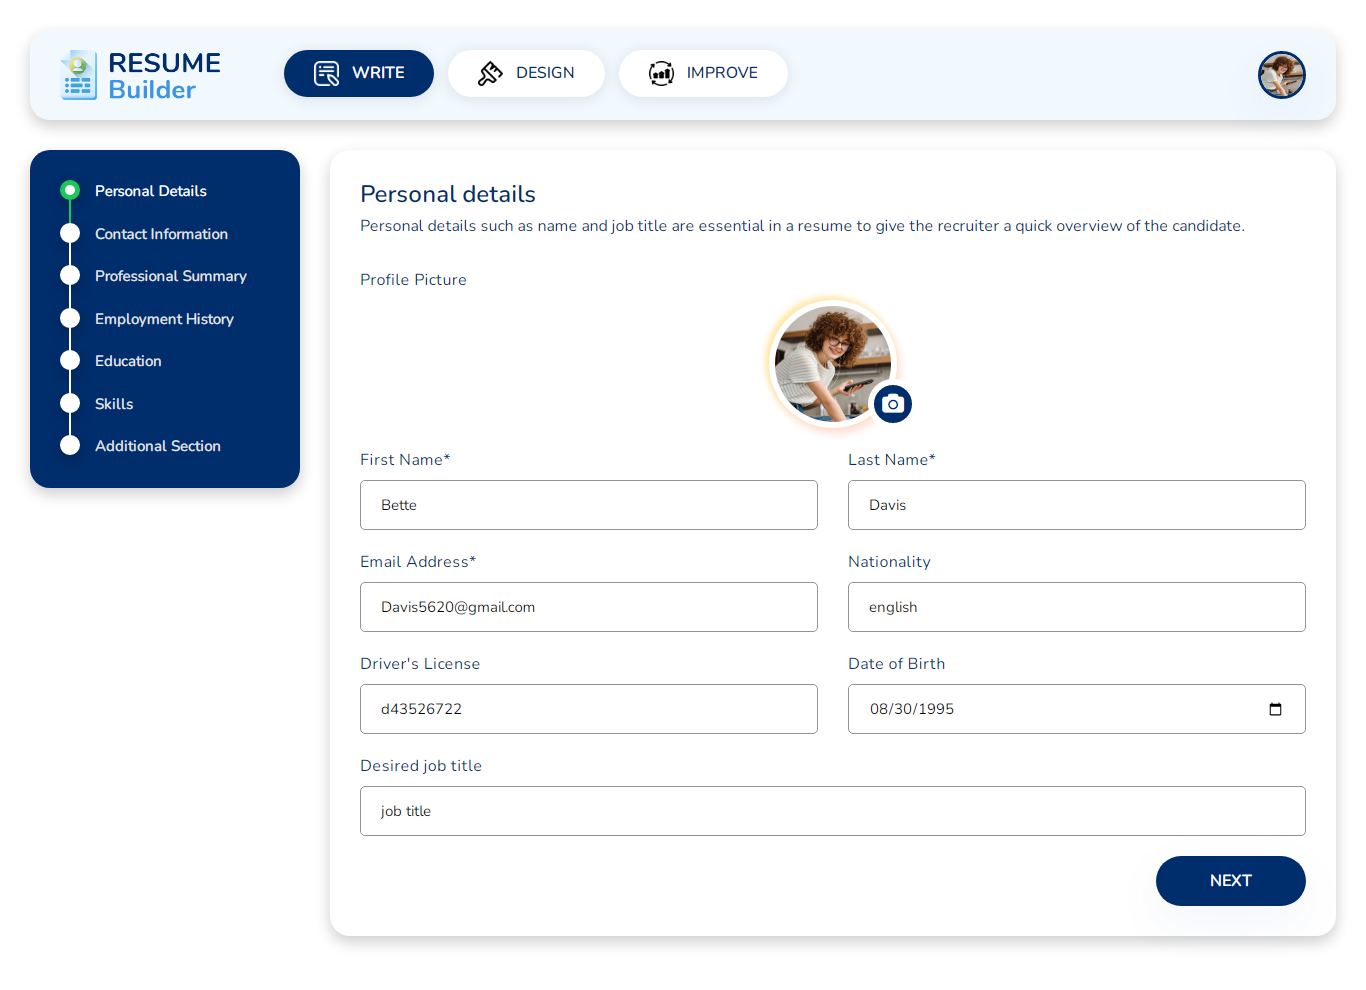 RESUME
Builder
WRITE
DESIGN
IMPROVE
Personal Details
Contact Information
Professional Summary
Employment History
Education
Skills
Additional Section
Personal details
Personal details such as name and job title are essential in a resume to give the recruiter a quick overview of the candidate.
Profile Picture
First Name*
Last Name*
Bette
Davis
Email Address*
Nationality
Davis5620@gmail.com
english
Driver's License
Date of Birth
d43526722
08/30/1995
Desired job title
job title
NEXT